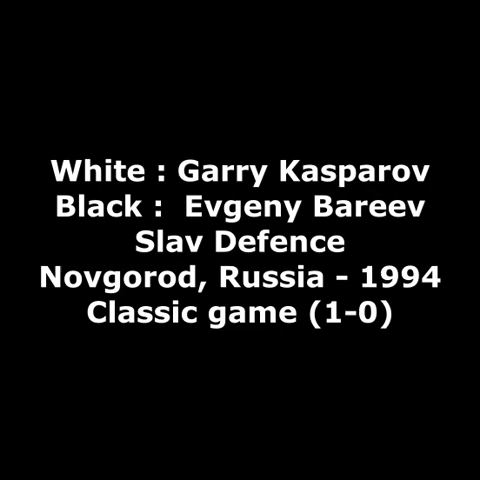 White : Garry Kasparov
Black :  Evgeny Bareev
Slav Defence
Novgorod, Russia - 1994
Classic game (1-0)